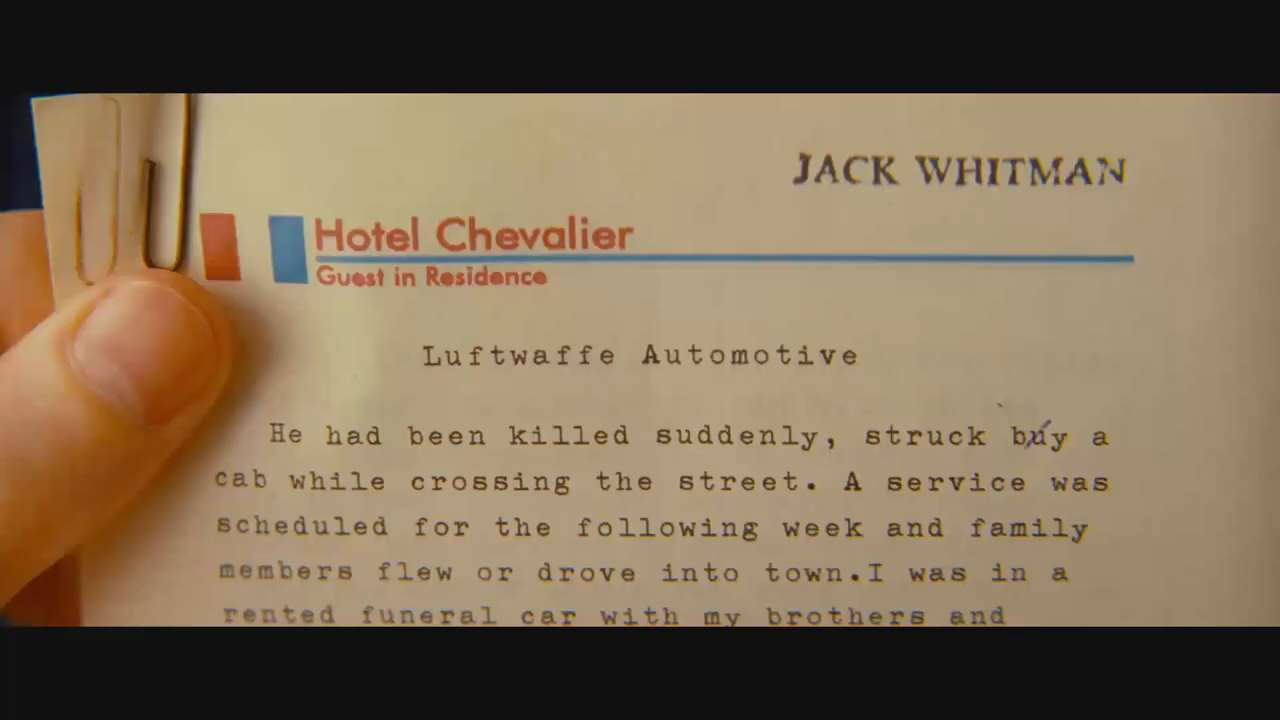 JACK WHITMAN
Hotel Chevalier
Guest in Residence
Luftwaffe Automotive
He had been killed suddenly, struck buy a
cab while crossing the street. A service was
scheduled for the following week and family
members flew or drove into town.I was in a
rented funeral car with my brothers and